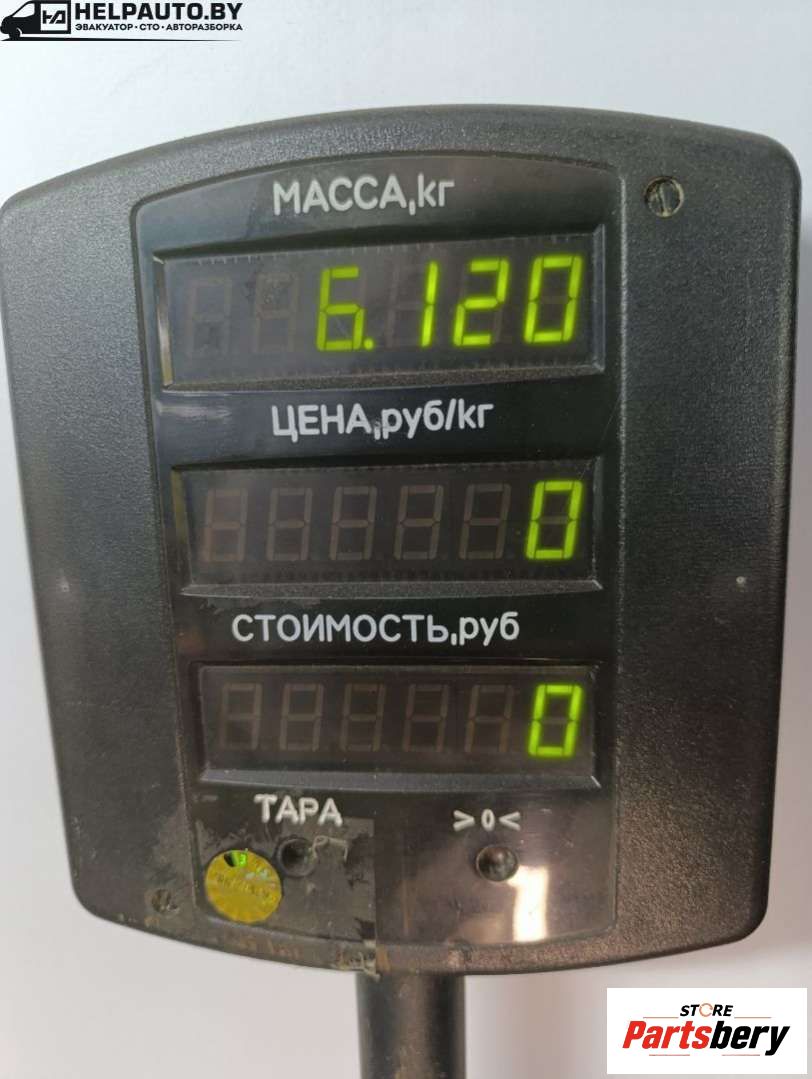 HELPAUTO.BY
ЭВАКУАТОР • СТО • АВТОРАЗБОРКА
МАССА,кг
6.120
ЦЕНА,руб/кг
0
СТОИМОСТЬ,руб
0
ТАРА >0<
STORE
Partsbery